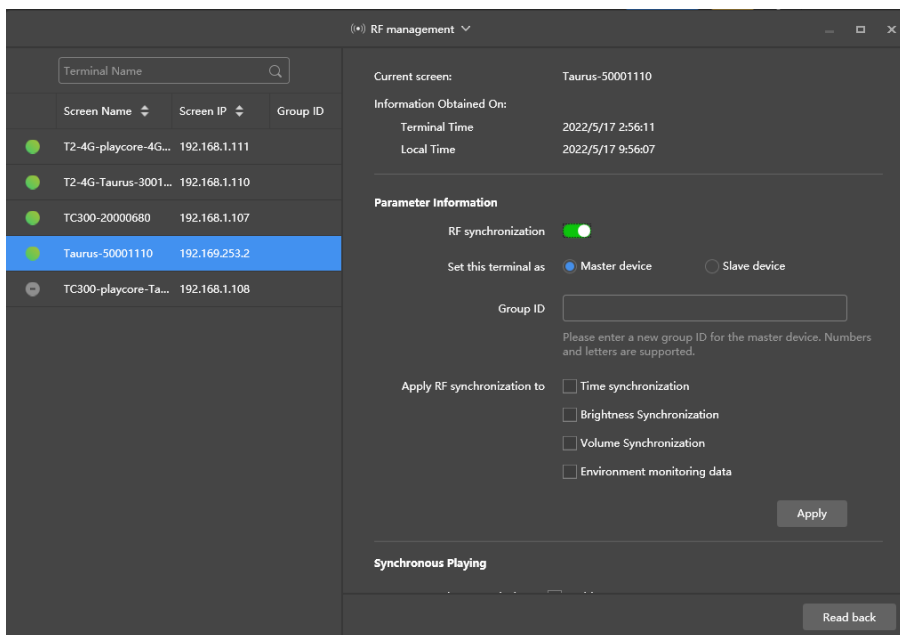 RF management
Terminal Name
Screen Name Screen IP Group ID
T2-4G-playcore-4G... 192.168.1.111
T2-4G-Taurus-3001... 192.168.1.110
TC300-20000680 192.168.1.107
Taurus-50001110 192.169.253.2
TC300-playcore-Ta... 192.168.1.108
Current screen: Taurus-50001110
Information Obtained On:
Terminal Time 2022/5/17 2:56:11
Local Time 2022/5/17 9:56:07
Parameter Information
RF synchronization
Set this terminal as Master device Slave device
Group ID
Please enter a new group ID for the master device. Numbers
and letters are supported.
Apply RF synchronization to Time synchronization
Brightness Synchronization
Volume Synchronization
Environment monitoring data
Apply
Synchronous Playing
Read back